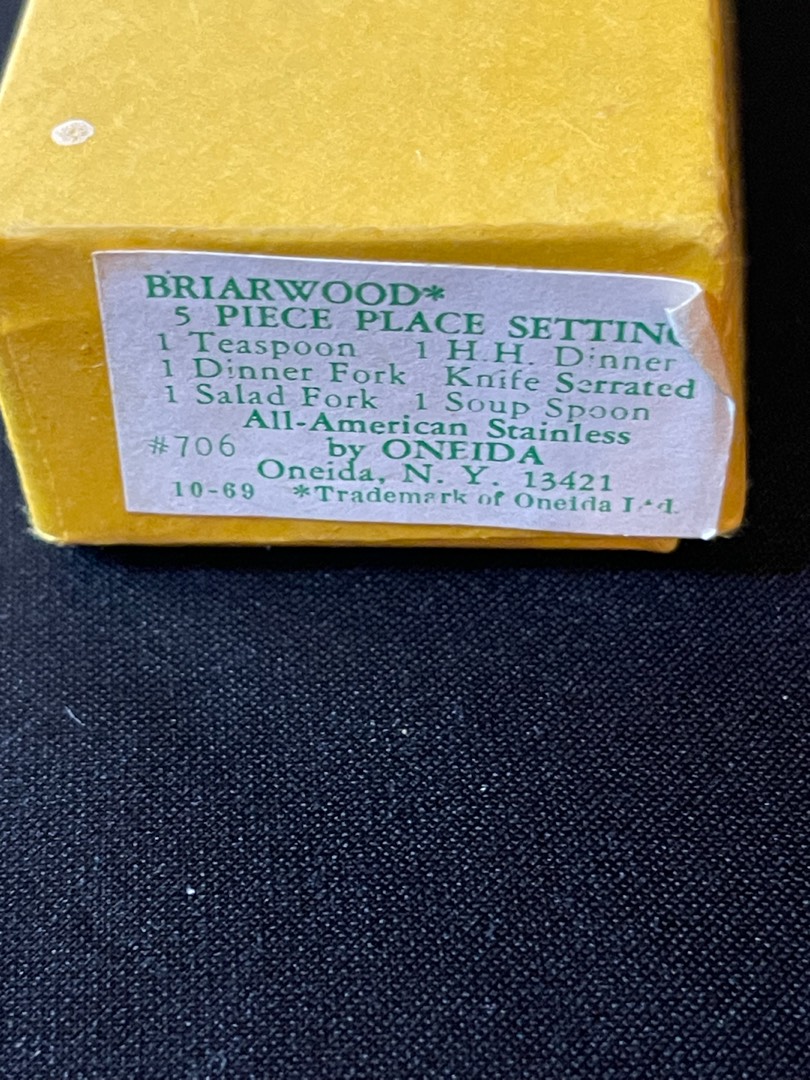 BRIARWOOD*
5 PIECE PLACE SETTING
1 Teaspoon 1 H.H. Dinner
1 Dinner Fork Knife Serrated
1 Salad Fork 1 Soup Spoon
All-American Stainless
#706 by ONEIDA
Oneida, N. Y. 13421
10-69 *Trademark of Oneida Ltd.